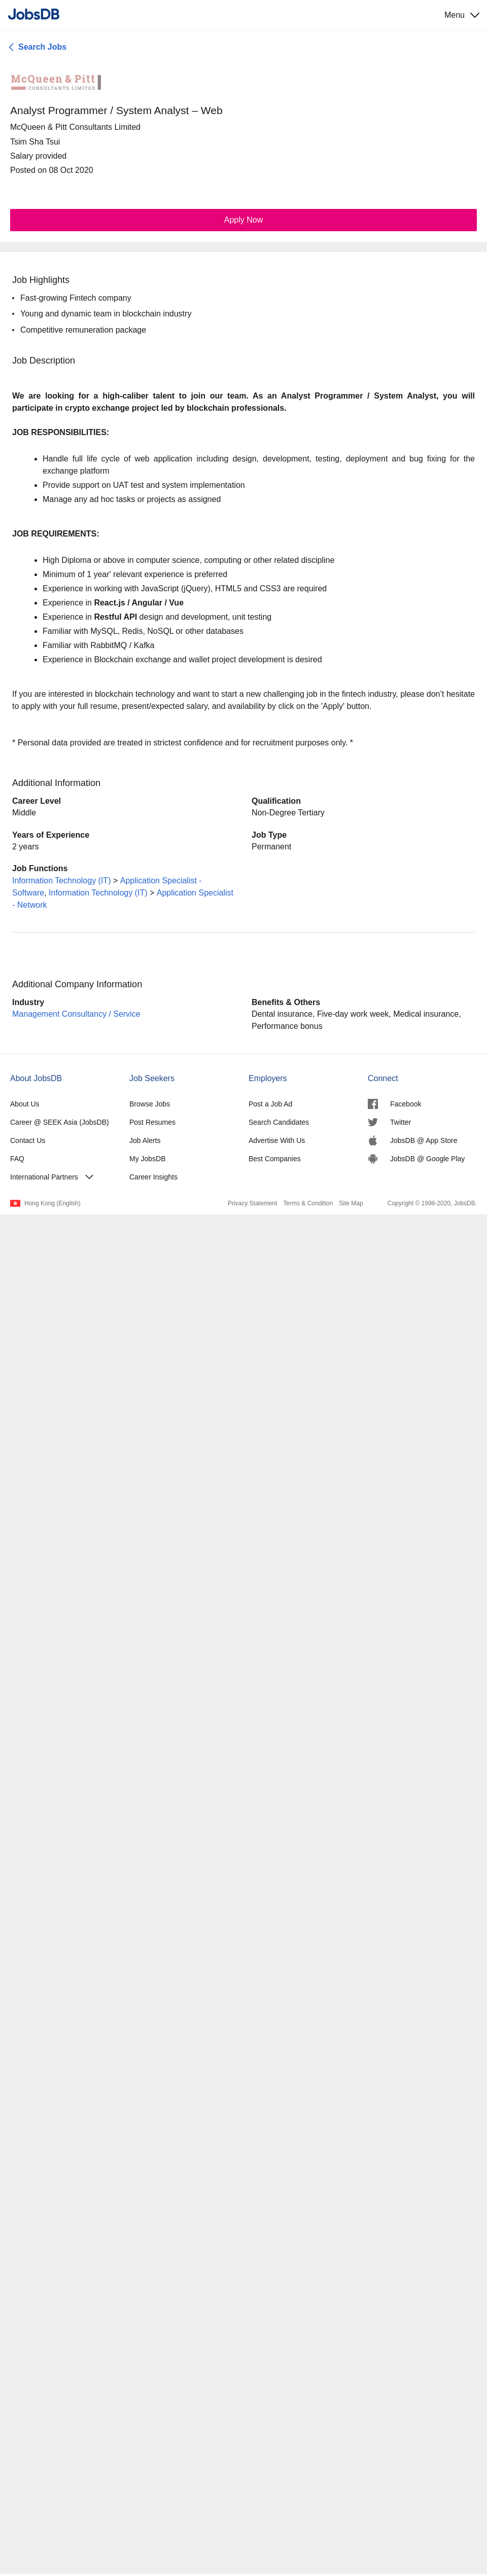 JobsDB
Menu
Search Jobs
McQueen & Pitt
CONSULTANTS LIMITED
Analyst Programmer / System Analyst – Web
McQueen & Pitt Consultants Limited
Tsim Sha Tsui
Salary provided
Posted on 08 Oct 2020
Apply Now
Job Highlights
• Fast-growing Fintech company
• Young and dynamic team in blockchain industry
• Competitive remuneration package
Job Description
We are looking for a high-caliber talent to join our team. As an Analyst Programmer / System Analyst, you will
participate in crypto exchange project led by blockchain professionals.
JOB RESPONSIBILITIES:
• Handle full life cycle of web application including design, development, testing, deployment and bug fixing for the
exchange platform
• Provide support on UAT test and system implementation
• Manage any ad hoc tasks or projects as assigned
JOB REQUIREMENTS:
• High Diploma or above in computer science, computing or other related discipline
• Minimum of 1 year' relevant experience is preferred
• Experience in working with JavaScript (jQuery), HTML5 and CSS3 are required
• Experience in React.js / Angular / Vue
• Experience in Restful API design and development, unit testing
• Familiar with MySQL, Redis, NoSQL or other databases
• Familiar with RabbitMQ / Kafka
• Experience in Blockchain exchange and wallet project development is desired
If you are interested in blockchain technology and want to start a new challenging job in the fintech industry, please don't hesitate
to apply with your full resume, present/expected salary, and availability by click on the 'Apply' button.
* Personal data provided are treated in strictest confidence and for recruitment purposes only. *
Additional Information
Career Level
Middle
Qualification
Non-Degree Tertiary
Years of Experience
2 years
Job Type
Permanent
Job Functions
Information Technology (IT) > Application Specialist -
Software, Information Technology (IT) > Application Specialist
- Network
Additional Company Information
Industry
Management Consultancy / Service
Benefits & Others
Dental insurance, Five-day work week, Medical insurance,
Performance bonus
About JobsDB
About Us
Career @ SEEK Asia (JobsDB)
Contact Us
FAQ
International Partners
Job Seekers
Browse Jobs
Post Resumes
Job Alerts
My JobsDB
Career Insights
Employers
Post a Job Ad
Search Candidates
Advertise With Us
Best Companies
Connect
Facebook
Twitter
JobsDB @ App Store
JobsDB @ Google Play
Hong Kong (English)
Privacy Statement Terms & Condition Site Map
Copyright © 1998-2020, JobsDB.